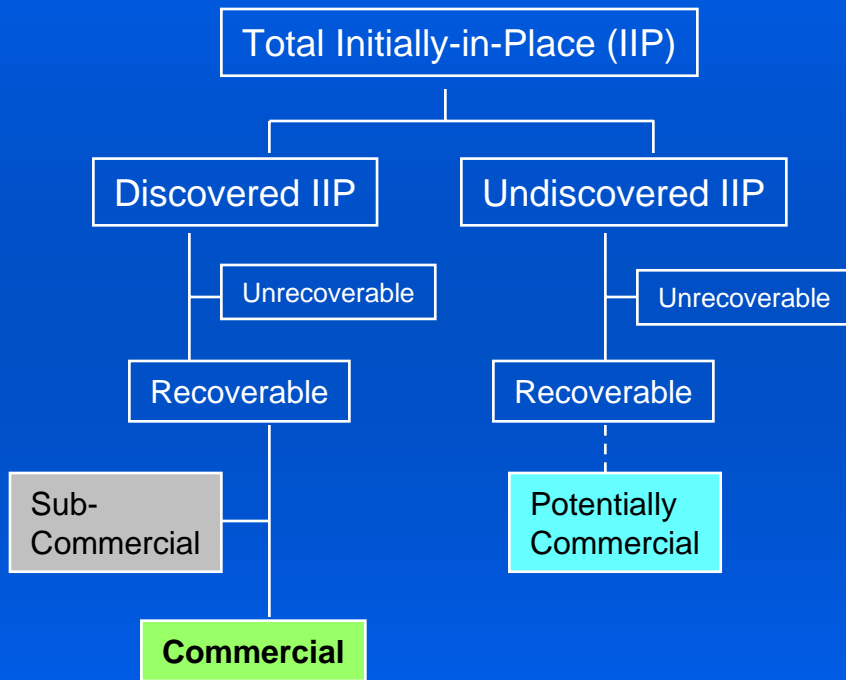 Total Initially-in-Place (IIP)
Discovered IIP
Undiscovered IIP
Unrecoverable
Unrecoverable
Recoverable
Recoverable
Sub-
Commercial
Potentially
Commercial
Commercial